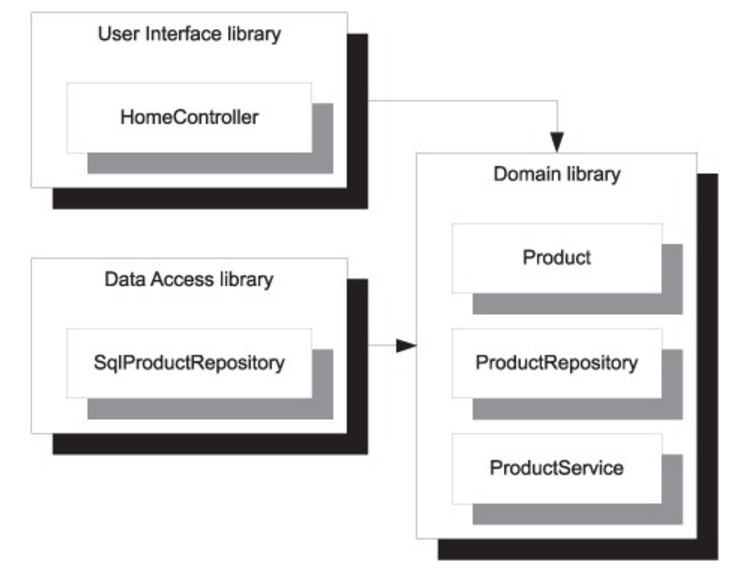 User Interface library
HomeController
Domain library
Product
Data Access library
SqlProductRepository
ProductRepository
ProductService